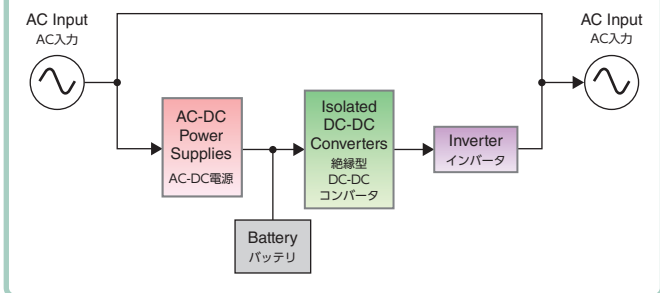 AC Input
AC入力
AC Input
AC入力
AC-DC
Power
Supplies
AC-DC電源
Isolated
DC-DC
Converters
絶縁型
DC-DC
コンバータ
Inverter
インバータ
Battery
バッテリ